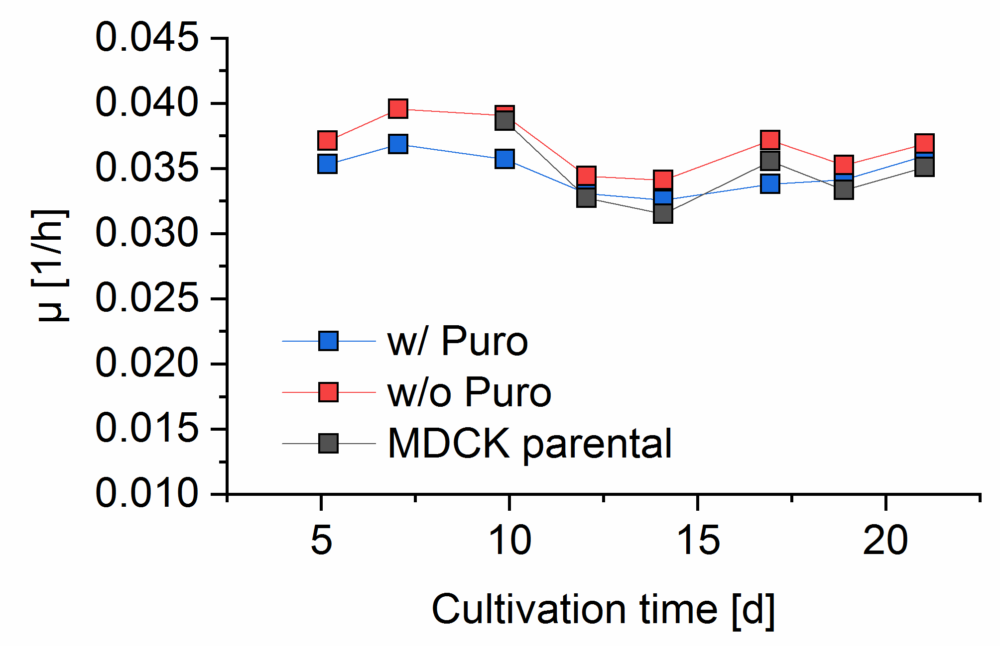 0.045
0.040
0.035
0.030
0.025
0.020
0.015
0.010
µ [1/h]
w/ Puro
w/o Puro
MDCK parental
5 10 15 20
Cultivation time [d]